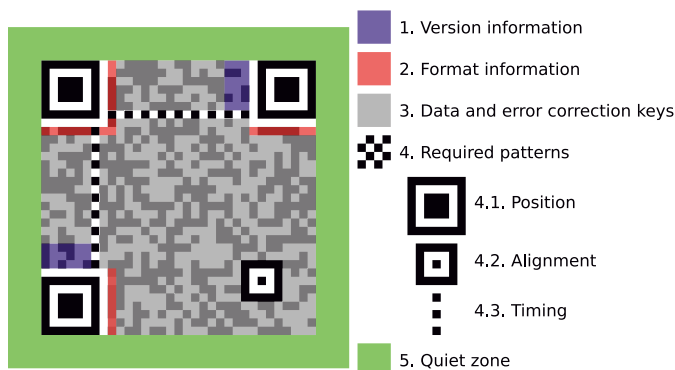 1. Version information
2. Format information
3. Data and error correction keys
4. Required patterns
4.1. Position
4.2. Alignment
4.3. Timing
5. Quiet zone